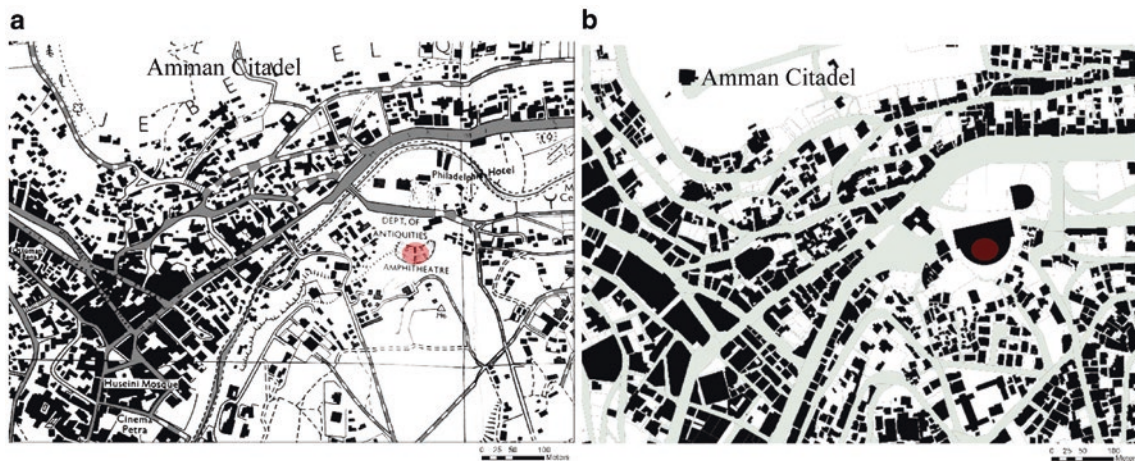 a
Amman Citadel
J E B E L E L Q
Philadelphia Hotel
DEPT. OF
ANTIQUITIES
AMPHITHEATRE
Huseini Mosque
Cinema
Petra
0 25 50 100
Meters
b
Amman Citadel
0 25 50 100